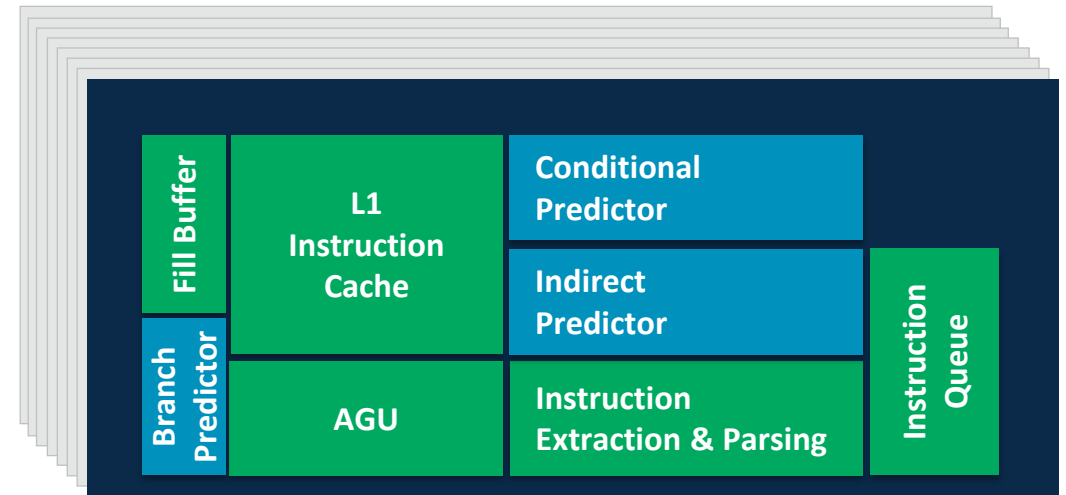 Fill Buffer
L1
Instruction
Cache
Conditional
Predictor
Indirect
Predictor
Branch
Predictor
AGU
Instruction
Extraction & Parsing
Instruction
Queue